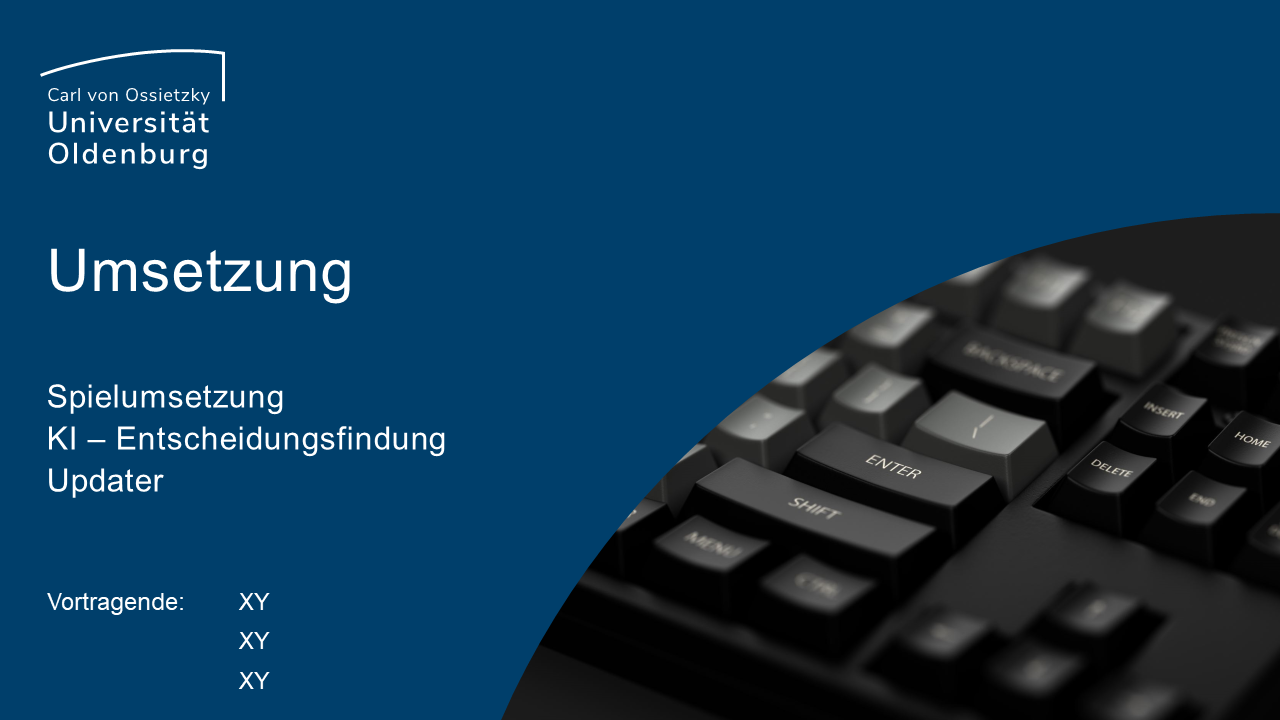 Carl von Ossietzky
Universität
Oldenburg
Umsetzung
Spielumsetzung
KI – Entscheidungsfindung
Updater
Vortragende: XY
XY
XY
BACKSPACE
INSERT
HOME
ENTER
DELETE
END
SHIFT
MENU
CTRL